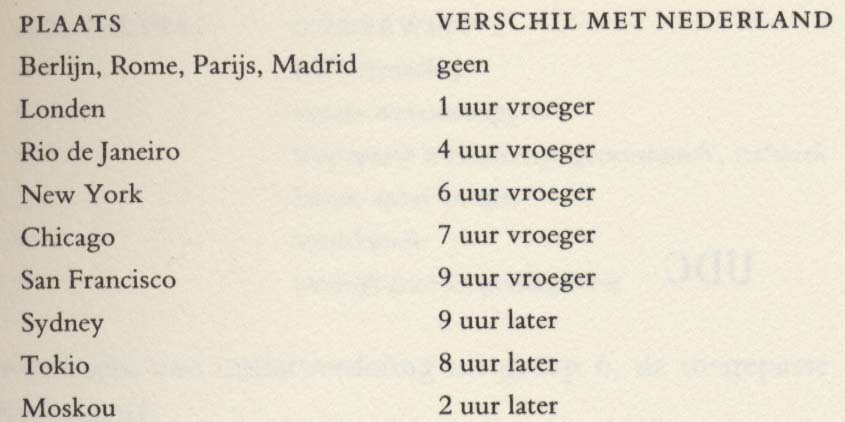 PLAATS VERSCHIL MET NEDERLAND
Berlijn, Rome, Parijs, Madrid geen
Londen 1 uur vroeger
Rio de Janeiro 4 uur vroeger
New York 6 uur vroeger
Chicago 7 uur vroeger
San Francisco 9 uur vroeger
Sydney 9 uur later
Tokio 8 uur later
Moskou 2 uur later